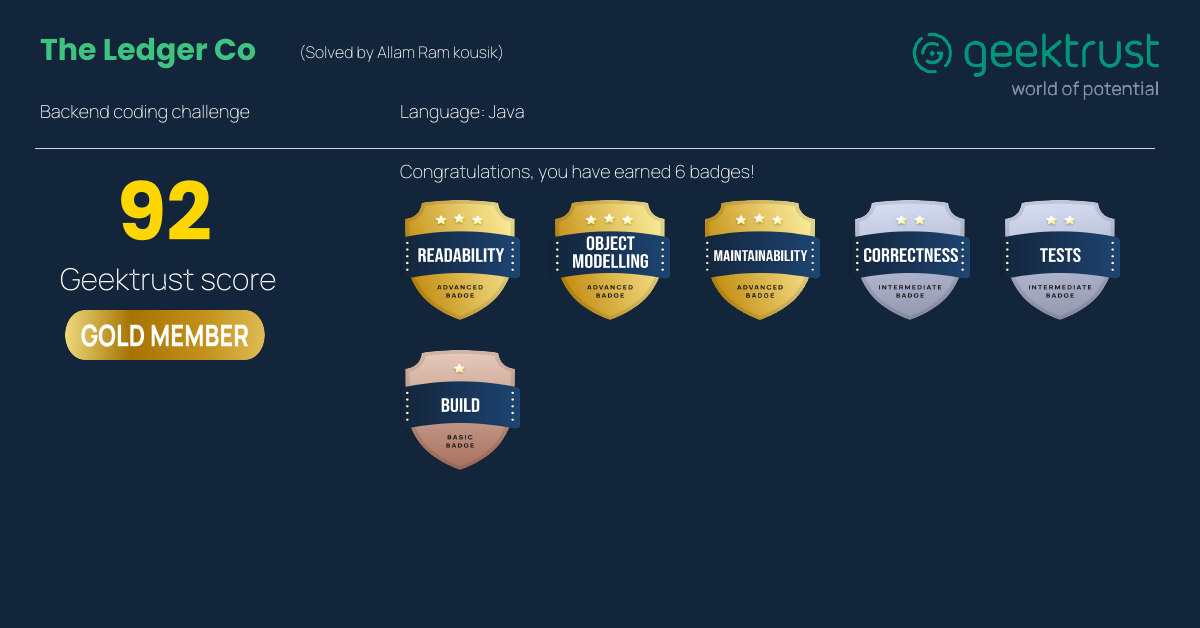 The Ledger Co
(Solved by Allam Ram kousik)
geektrust
world of potential
Backend coding challenge
Language: Java
92
Geektrust score
GOLD MEMBER
Congratulations, you have earned 6 badges!
READABILITY
ADVANCED
BADGE
OBJECT
MODELLING
ADVANCED
BADGE
MAINTAINABILITY
ADVANCED
BADGE
CORRECTNESS
INTERMEDIATE
BADGE
TESTS
INTERMEDIATE
BADGE
BUILD
BASIC
BADGE